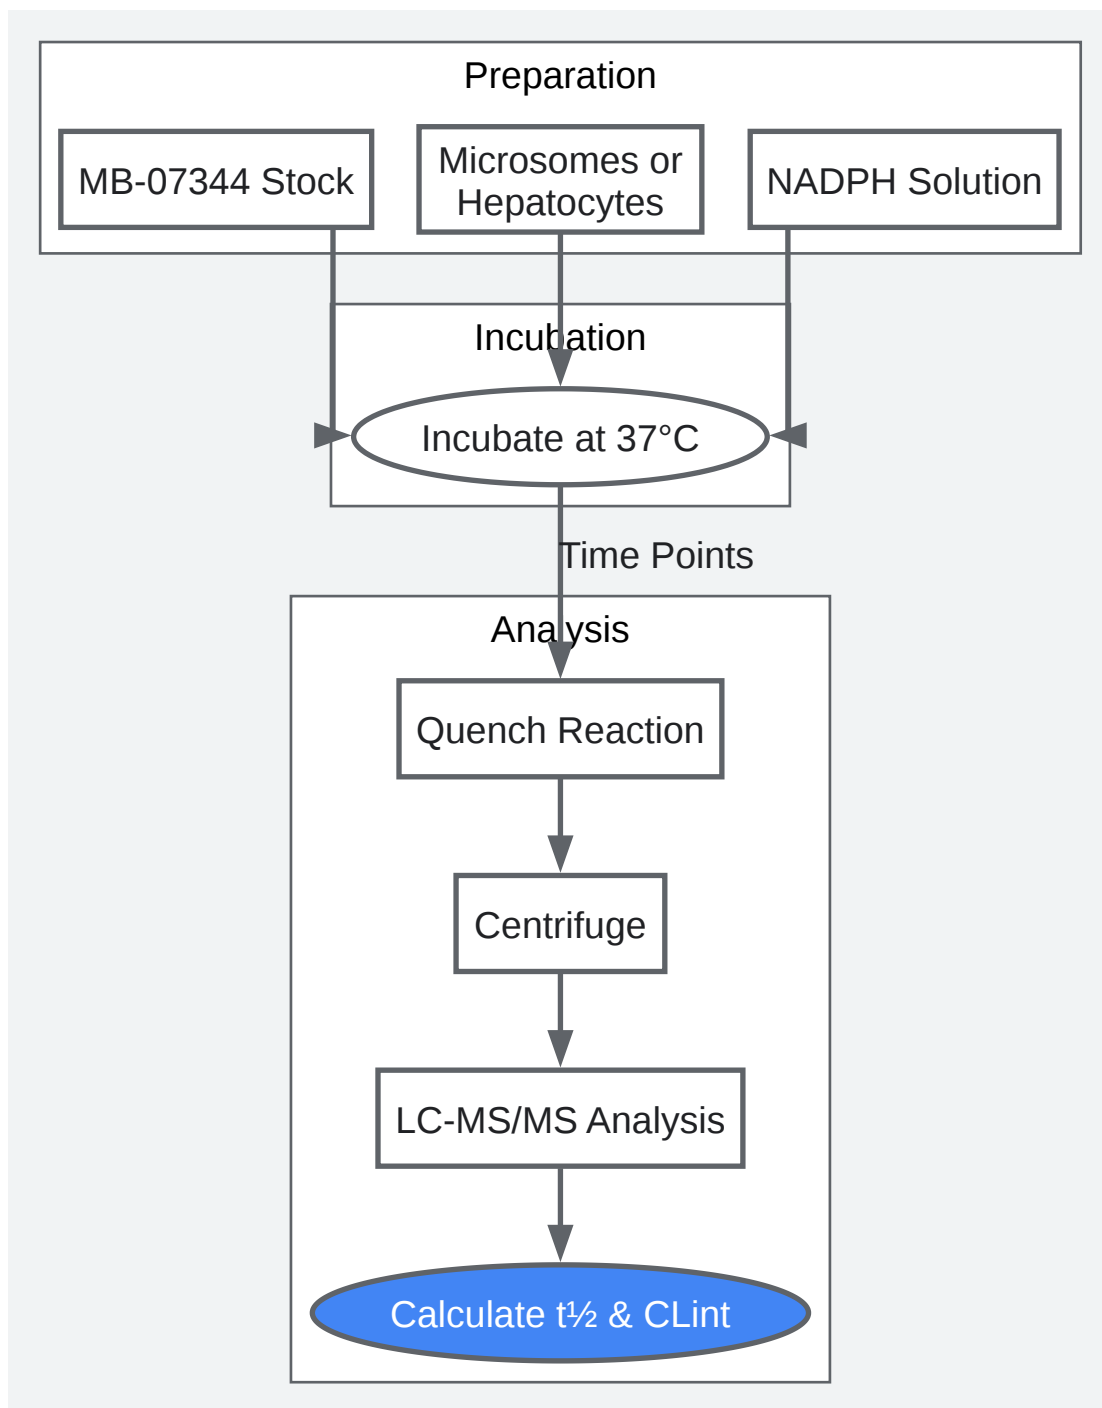 Preparation
MB-07344 Stock
Microsomes or
Hepatocytes
NADPH Solution
Incubation
Incubate at 37°C
Time Points
Analysis
Quench Reaction
Centrifuge
LC-MS/MS Analysis
Calculate t½ & CLint